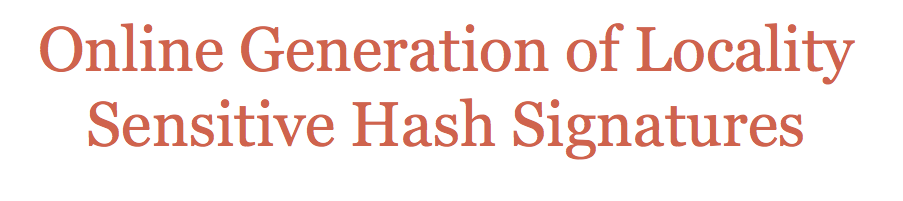 Online Generation of Locality
Sensitive Hash Signatures